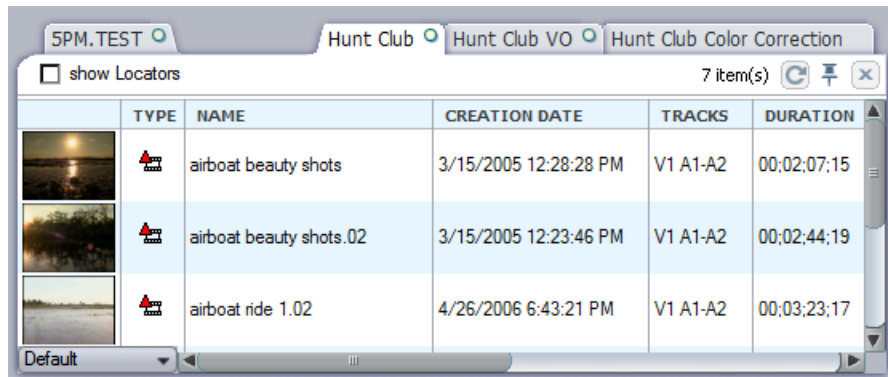 5PM.TEST Hunt Club Hunt Club VO Hunt Club Color Correction
show Locators 7 item(s)
TYPE NAME CREATION DATE TRACKS DURATION
airboat beauty shots 3/15/2005 12:28:28 PM V1 A1-A2 00;02;07;15
airboat beauty shots.02 3/15/2005 12:23:46 PM V1 A1-A2 00;02;44;19
airboat ride 1.02 4/26/2006 6:43:21 PM V1 A1-A2 00;03;23;17
Default